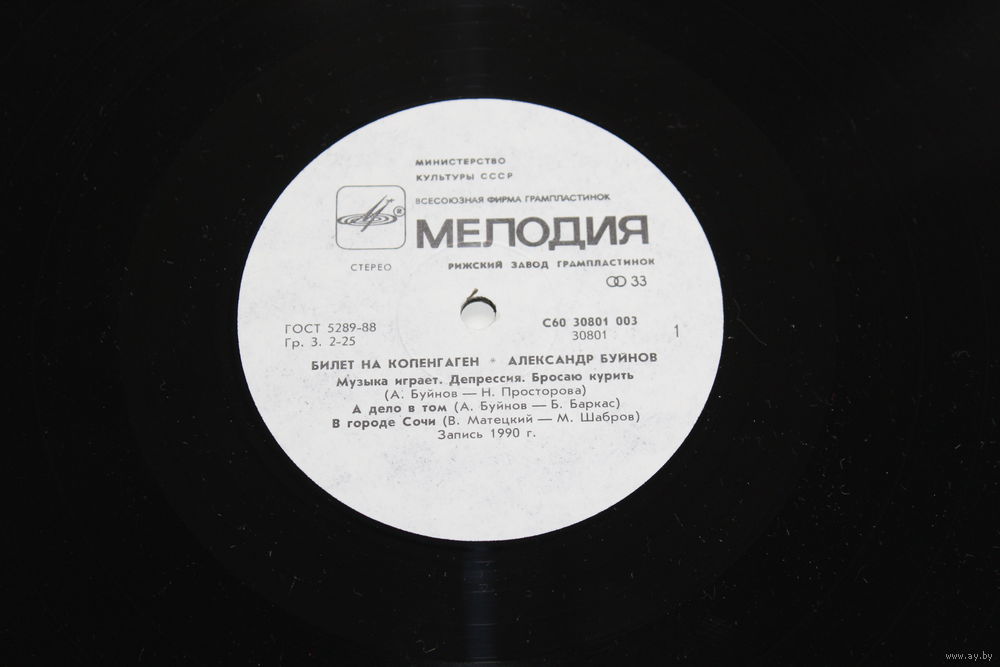 МИНИСТЕРСТВО
КУЛЬТУРЫ СССР
ВСЕСОЮЗНАЯ ФИРМА ГРАМПЛАСТИНОК
®
МЕЛОДИЯ
СТЕРЕО
РИЖСКИЙ ЗАВОД ГРАМПЛАСТИНОК
33
ГОСТ 5289-88
Гр. 3. 2-25
С60 30801 003
30801
1
БИЛЕТ НА КОПЕНГАГЕН * АЛЕКСАНДР БУЙНОВ
Музыка играет. Депрессия. Бросаю курить
(А. Буйнов — Н. Просторова)
А дело в том (А. Буйнов — Б. Баркас)
В городе Сочи (В. Матецкий — М. Шабров)
Запись 1990 г.
www.ay.by